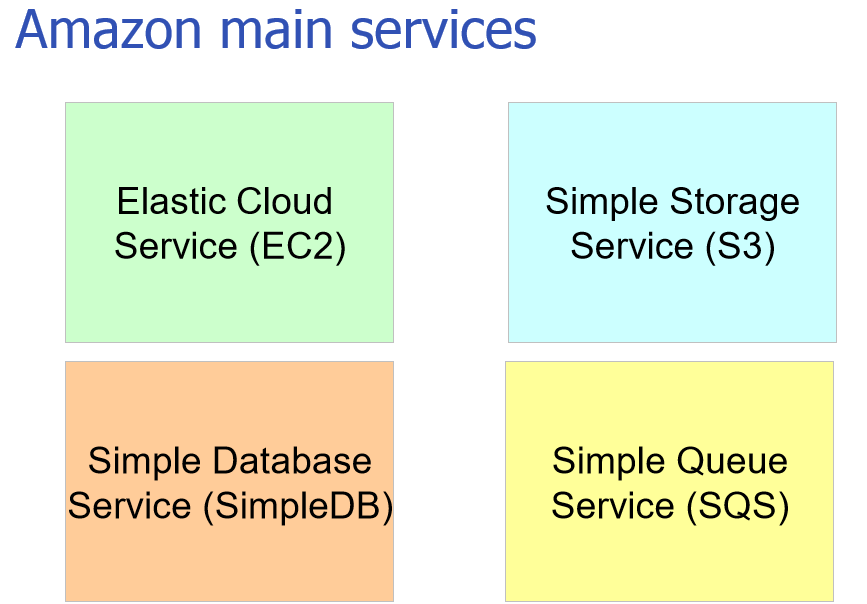 Amazon main services
Elastic Cloud
Service (EC2)
Simple Storage
Service (S3)
Simple Database
Service (SimpleDB)
Simple Queue
Service (SQS)